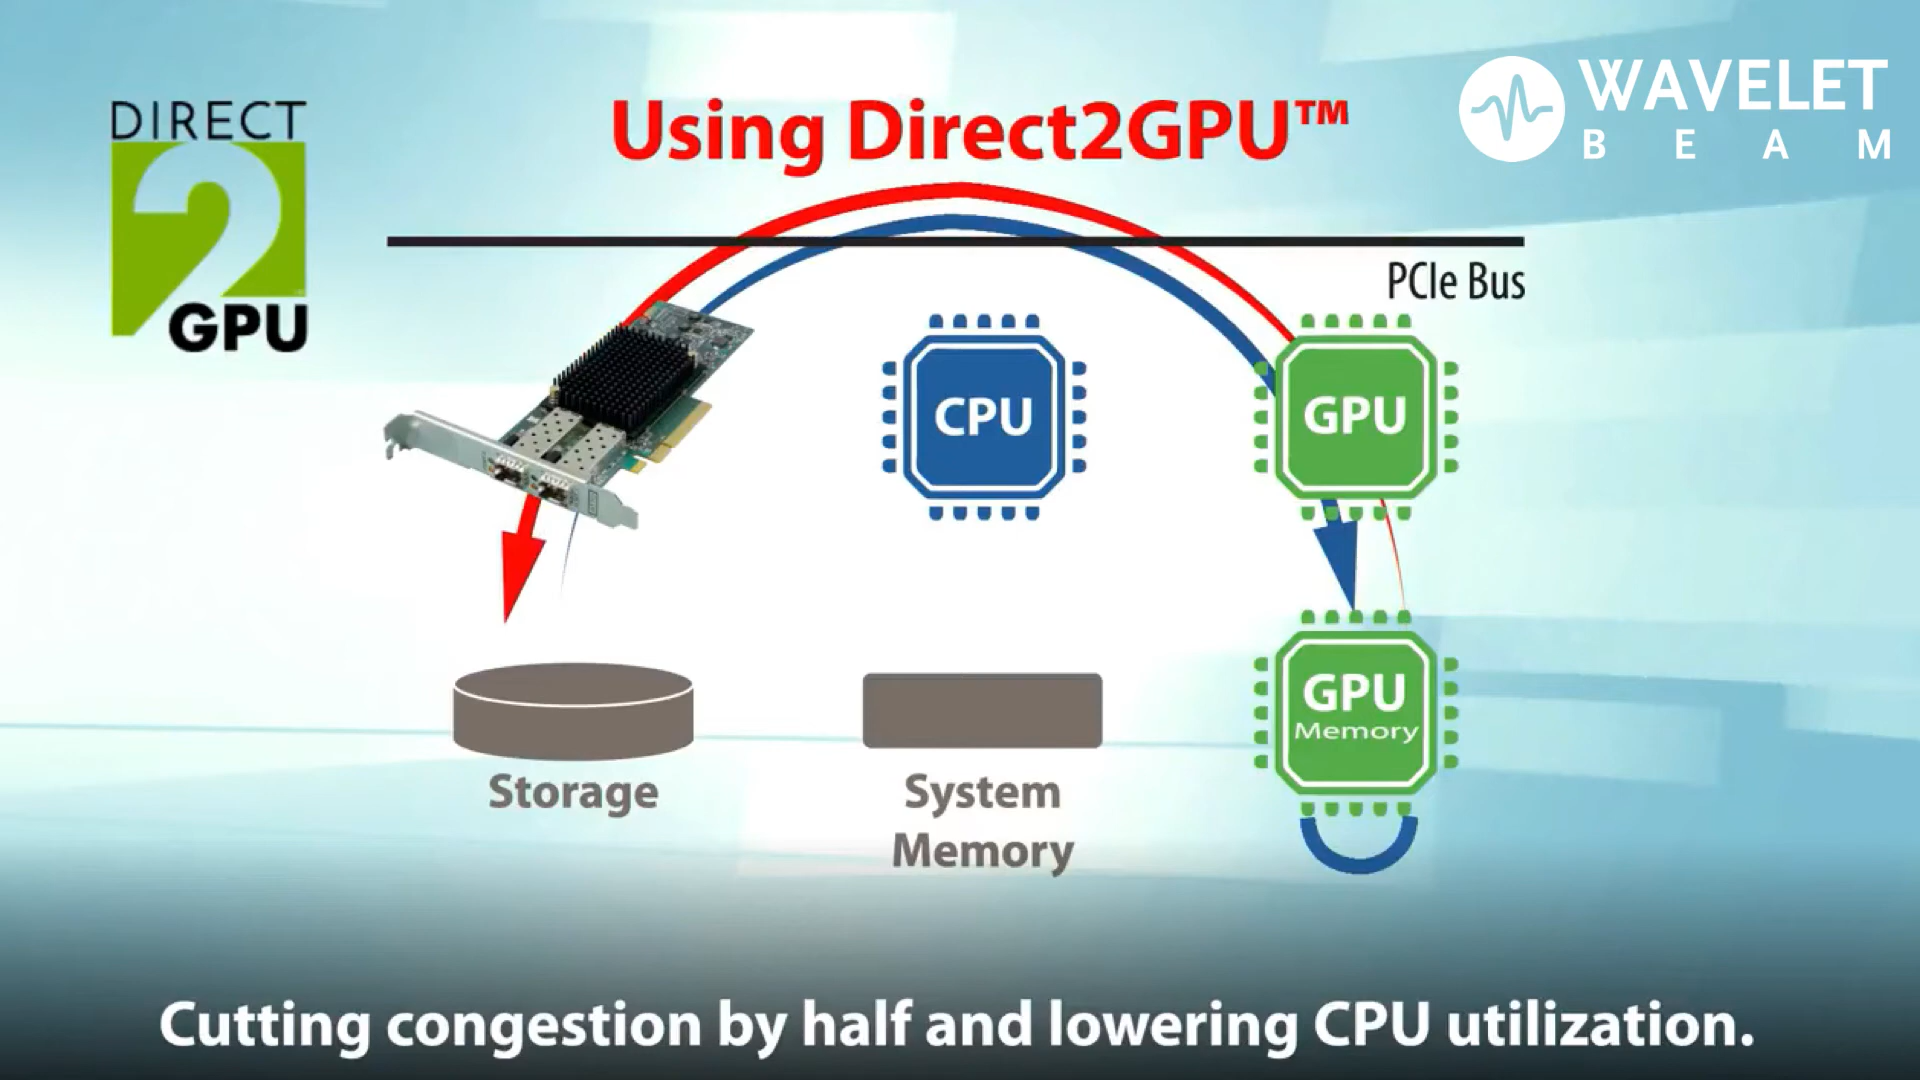 DIRECT
2
GPU
Using Direct2GPU™
WAVELET
BEAM
PCIe Bus
CPU
GPU
GPU
Memory
Storage
System
Memory
Cutting congestion by half and lowering CPU utilization.